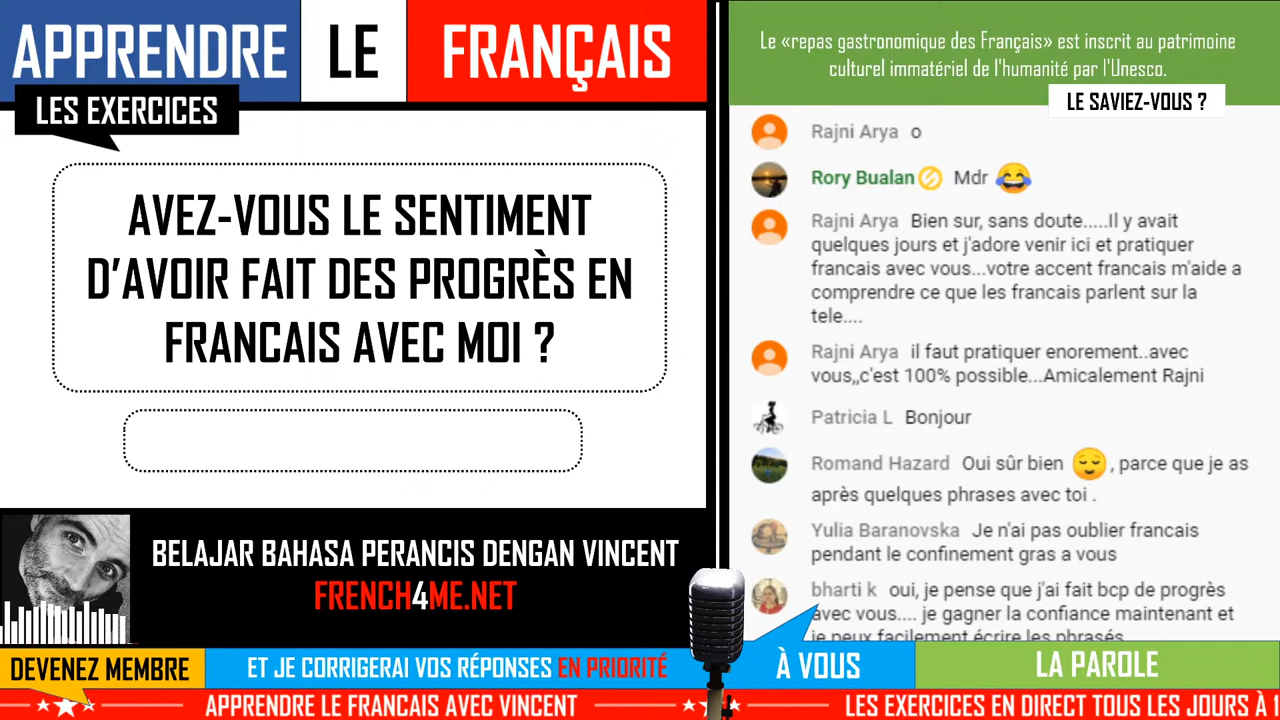 APPRENDRE LE FRANÇAIS
LES EXERCICES
AVEZ-VOUS LE SENTIMENT
D’AVOIR FAIT DES PROGRÈS EN
FRANCAIS AVEC MOI ?
BELAJAR BAHASA PERANCIS DENGAN VINCENT
FRENCH4ME.NET
DEVENEZ MEMBRE
ET JE CORRIGERAI VOS RÉPONSES EN PRIORITÉ
Le «repas gastronomique des Français» est inscrit au patrimoine
culturel immatériel de l'humanité par l'Unesco.
LE SAVIEZ-VOUS ?
Rajni Arya o
Rory Bualan Mdr 😂
Rajni Arya Bien sur, sans doute.....Il y avait
quelques jours et j'adore venir ici et pratiquer
francais avec vous...votre accent francais m'aide a
comprendre ce que les francais parlent sur la
tele....
Rajni Arya il faut pratiquer enorement..avec
vous,,c'est 100% possible...Amicalement Rajni
Patricia L Bonjour
Romand Hazard Oui sûr bien 😌, parce que je as
après quelques phrases avec toi .
Yulia Baranovska Je n'ai pas oublier francais
pendant le confinement gras a vous
bharti k oui, je pense que j'ai fait bcp de progrès
avec vous.... je gagner la confiance maintenant et
je peux facilement écrire les phrasés
À VOUS
LA PAROLE
APPRENDRE LE FRANCAIS AVEC VINCENT
LES EXERCICES EN DIRECT TOUS LES JOURS À 1